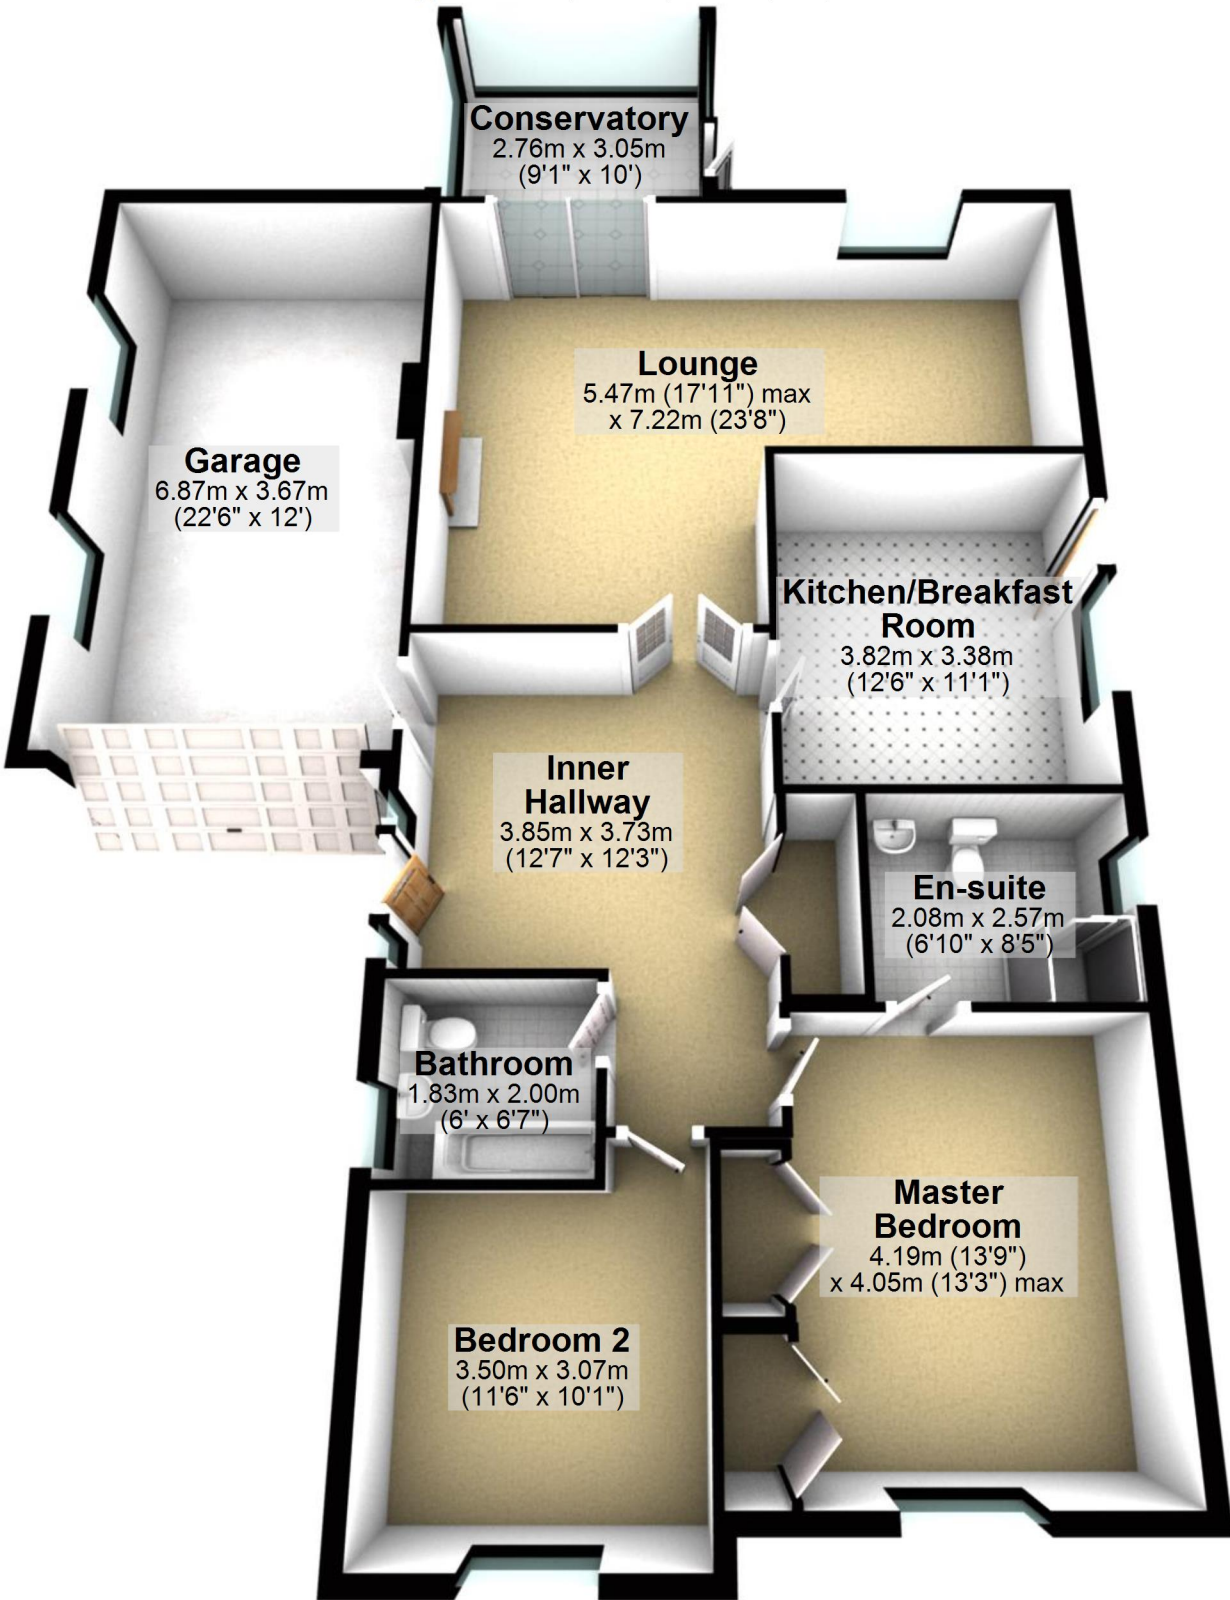 Conservatory
2.76m x 3.05m
(9'1" x 10')
Lounge
5.47m (17'11") max
x 7.22m (23'8")
Garage
6.87m x 3.67m
(22'6" x 12')
Kitchen/Breakfast
Room
3.82m x 3.38m
(12'6" x 11'1")
Inner
Hallway
3.85m x 3.73m
(12'7" x 12'3")
En-suite
2.08m x 2.57m
(6'10" x 8'5")
Bathroom
1.83m x 2.00m
(6' x 6'7")
Master
Bedroom
4.19m (13'9")
x 4.05m (13'3") max
Bedroom 2
3.50m x 3.07m
(11'6" x 10'1")